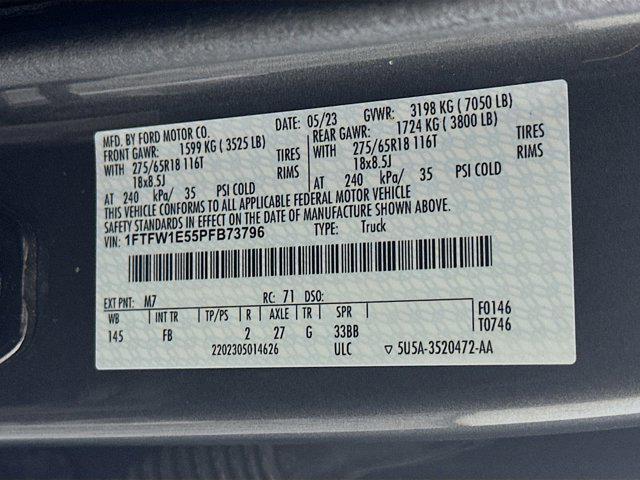 MFD. BY FORD MOTOR CO. DATE: 05/23 GVWR: 3198 KG ( 7050 LB)
FRONT GAWR: 1599 KG ( 3525 LB) REAR GAWR: 1724 KG ( 3800 LB)
WITH 275/65R18 116T TIRES WITH 275/65R18 116T TIRES
18x8.5J RIMS 18x8.5J RIMS
AT 240 kPa/ 35 PSI COLD AT 240 kPa/ 35 PSI COLD
THIS VEHICLE CONFORMS TO ALL APPLICABLE FEDERAL MOTOR VEHICLE
SAFETY STANDARDS IN EFFECT ON THE DATE OF MANUFACTURE SHOWN ABOVE.
VIN: 1FTFW1E55PFB73796 TYPE: Truck
EXT PNT: M7 RC: 71 DSO:
WB INT TR TP/PS R AXLE TR SPR F0146
145 FB 2 27 G 33BB T0746
2202305014626 ULC ▽ 5U5A-3520472-AA